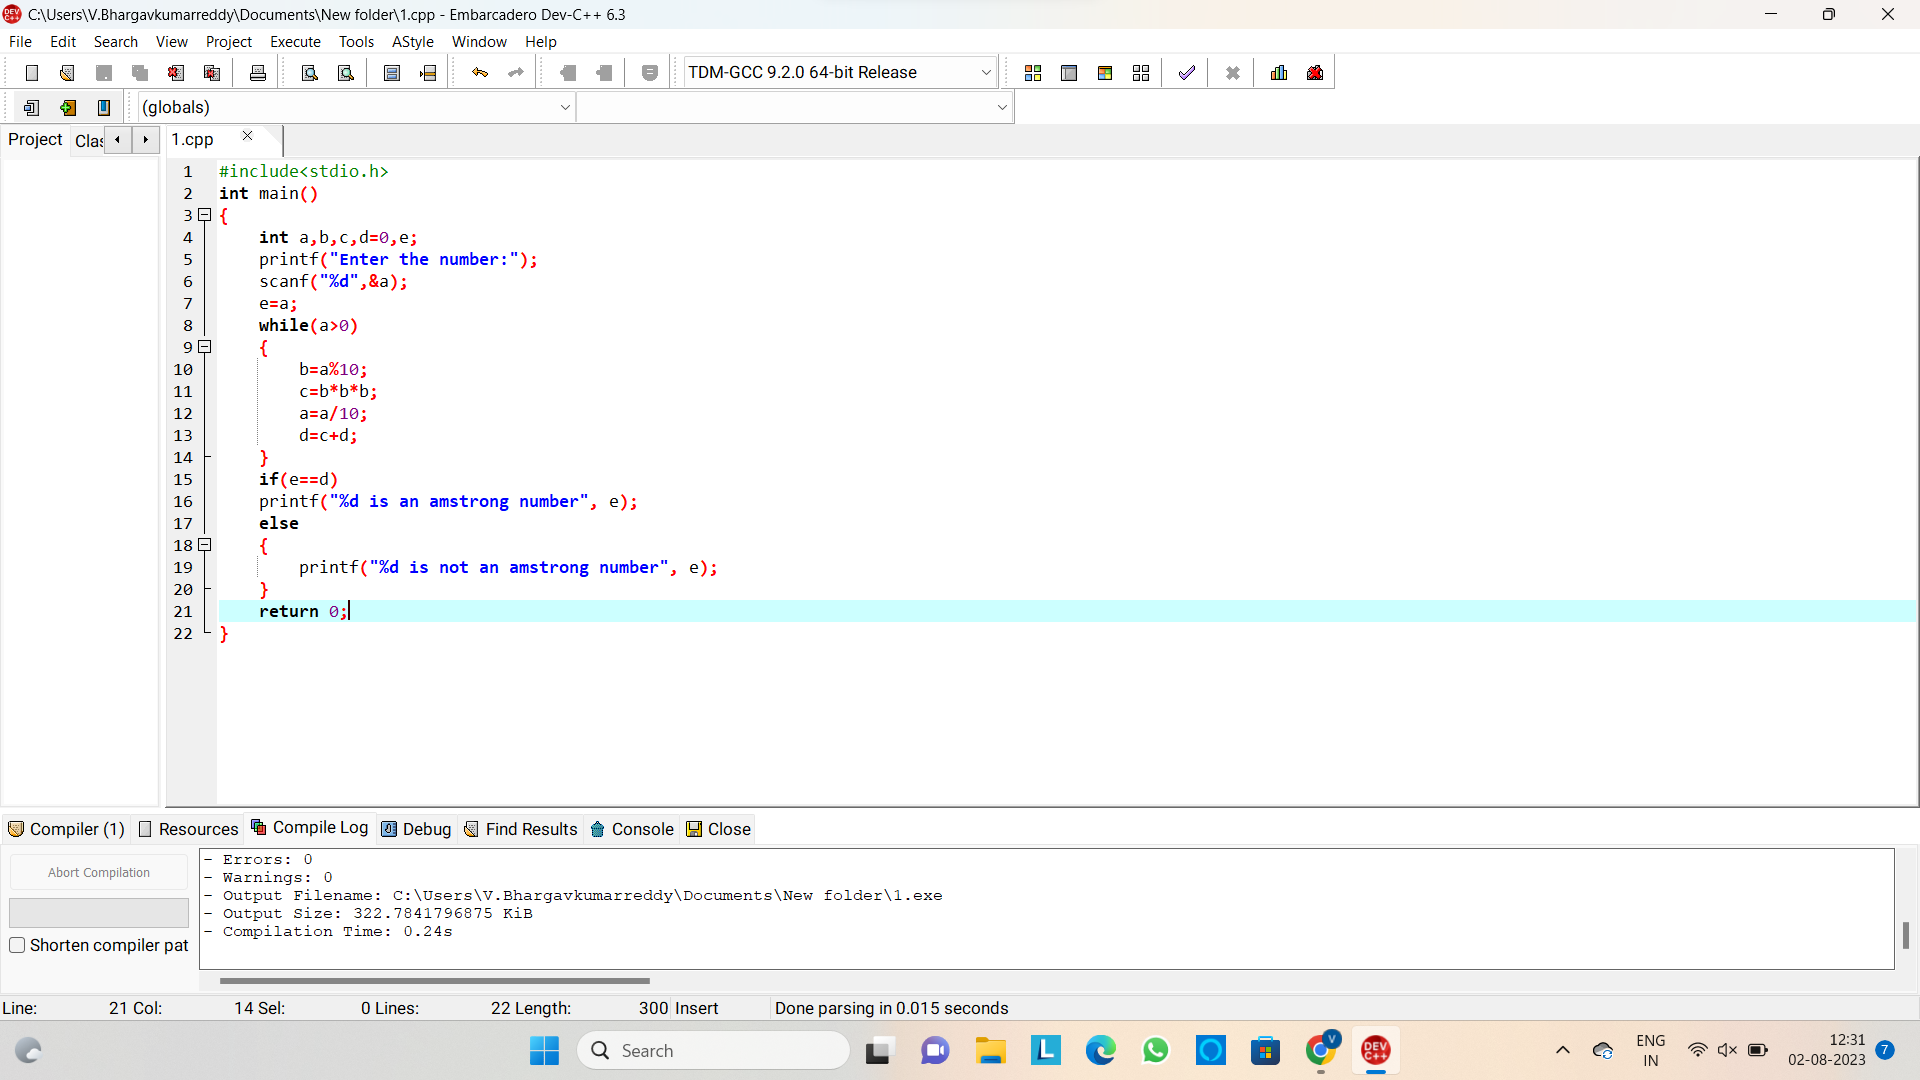 C:\Users\V.Bhargavkumarreddy\Documents\New folder\1.cpp - Embarcadero Dev-C++ 6.3
File Edit Search View Project Execute Tools AStyle Window Help
TDM-GCC 9.2.0 64-bit Release
(globals)
Project Clas 1.cpp
1 #include<stdio.h>
2 int main()
3 {
4 int a,b,c,d=0,e;
5 printf("Enter the number:");
6 scanf("%d",&a);
7 e=a;
8 while(a>0)
9 {
10 b=a%10;
11 c=b*b*b;
12 a=a/10;
13 d=c+d;
14 }
15 if(e==d)
16 printf("%d is an amstrong number", e);
17 else
18 {
19 printf("%d is not an amstrong number", e);
20 }
21 return 0;
22 }
Compiler (1) Resources Compile Log Debug Find Results Console Close
Abort Compilation
Shorten compiler pat
- Errors: 0
- Warnings: 0
- Output Filename: C:\Users\V.Bhargavkumarreddy\Documents\New folder\1.exe
- Output Size: 322.7841796875 KiB
- Compilation Time: 0.24s
Line: 21 Col: 14 Sel: 0 Lines: 22 Length: 300 Insert Done parsing in 0.015 seconds
Search
L
V
DEV C++
ENG
IN
12:31
02-08-2023
7